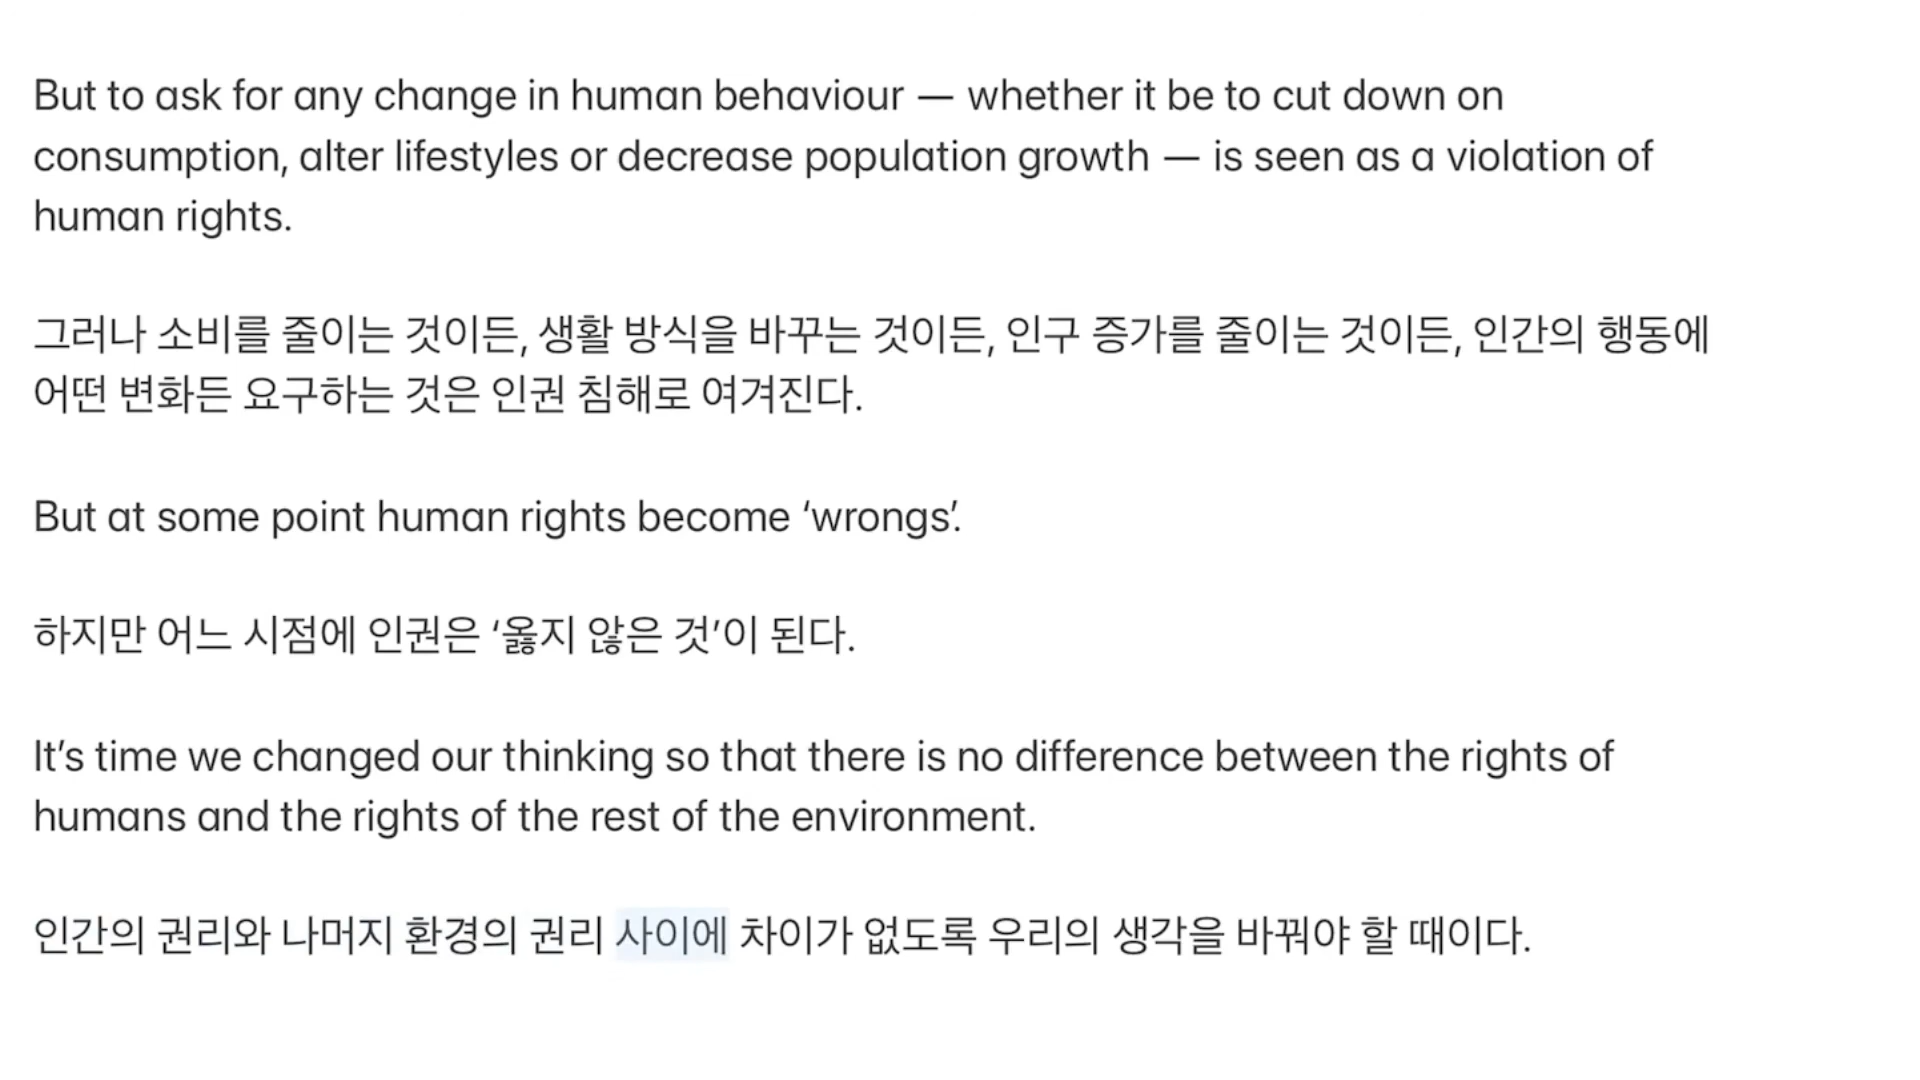 But to ask for any change in human behaviour — whether it be to cut down on
consumption, alter lifestyles or decrease population growth — is seen as a violation of
human rights.
그러나 소비를 줄이는 것이든, 생활 방식을 바꾸는 것이든, 인구 증가를 줄이는 것이든, 인간의 행동에
어떤 변화든 요구하는 것은 인권 침해로 여겨진다.
But at some point human rights become ‘wrongs’.
하지만 어느 시점에 인권은 ‘옳지 않은 것’이 된다.
It’s time we changed our thinking so that there is no difference between the rights of
humans and the rights of the rest of the environment.
인간의 권리와 나머지 환경의 권리 사이에 차이가 없도록 우리의 생각을 바꿔야 할 때이다.